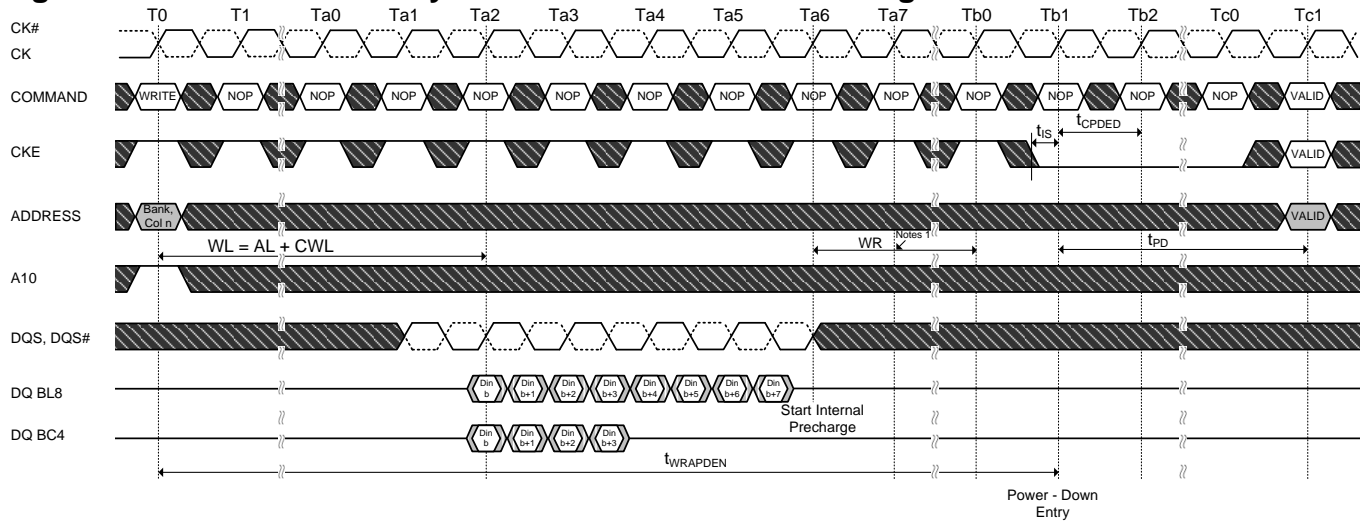 T0 T1 Ta0 Ta1 Ta2 Ta3 Ta4 Ta5 Ta6 Ta7 Tb0 Tb1 Tb2 Tc0 Tc1
CK#
CK
COMMAND WRITE NOP NOP NOP NOP NOP NOP NOP NOP NOP NOP NOP NOP NOP VALID
tIS tCPDED
CKE VALID
ADDRESS Bank, Col n VALID
WL = AL + CWL WR Notes 1 tPD
A10
DQS, DQS#
DQ BL8 Din b Din b+1 Din b+2 Din b+3 Din b+4 Din b+5 Din b+6 Din b+7
Start Internal
Precharge
DQ BC4 Din b Din b+1 Din b+2 Din b+3
tWRAPDEN
Power - Down
Entry